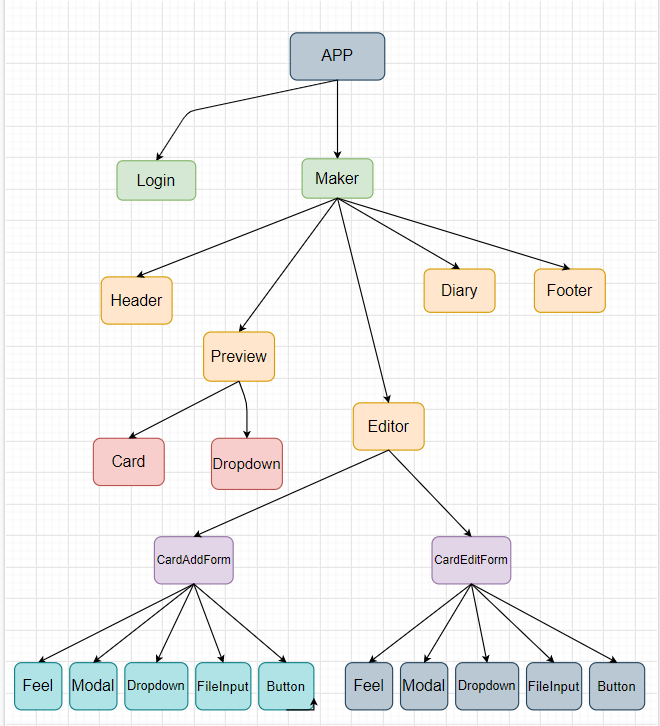 APP
Login
Maker
Header
Diary
Footer
Preview
Editor
Card
Dropdown
CardAddForm
CardEditForm
Feel
Modal
Dropdown
FileInput
Button
Feel
Modal
Dropdown
FileInput
Button